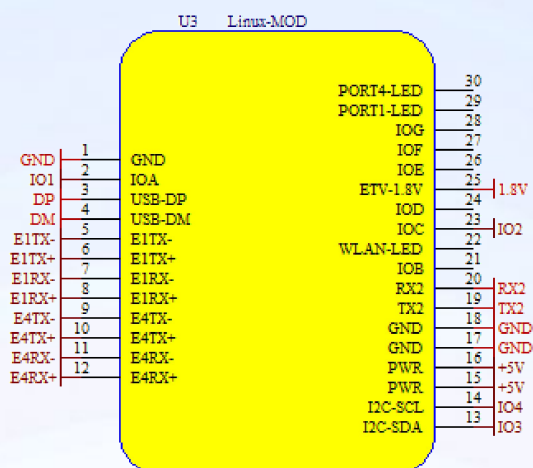 U3 Linux-MOD
PORT4-LED 30
PORT1-LED 29
IOG 28
IOF 27
IOE 26
ETV-1.8V 25 1.8V
IOD 24
IOC 23 IO2
WLAN-LED 22
IOB 21
RX2 20 RX2
TX2 19 TX2
GND 18 GND
GND 17 GND
PWR 16 +5V
PWR 15 +5V
I2C-SCL 14 IO4
I2C-SDA 13 IO3
GND 1 GND
IO1 2 IOA
DP 3 USB-DP
DM 4 USB-DM
E1TX- 5 E1TX-
E1TX+ 6 E1TX+
E1RX- 7 E1RX-
E1RX+ 8 E1RX+
E4TX- 9 E4TX-
E4TX+ 10 E4TX+
E4RX- 11 E4RX-
E4RX+ 12 E4RX+